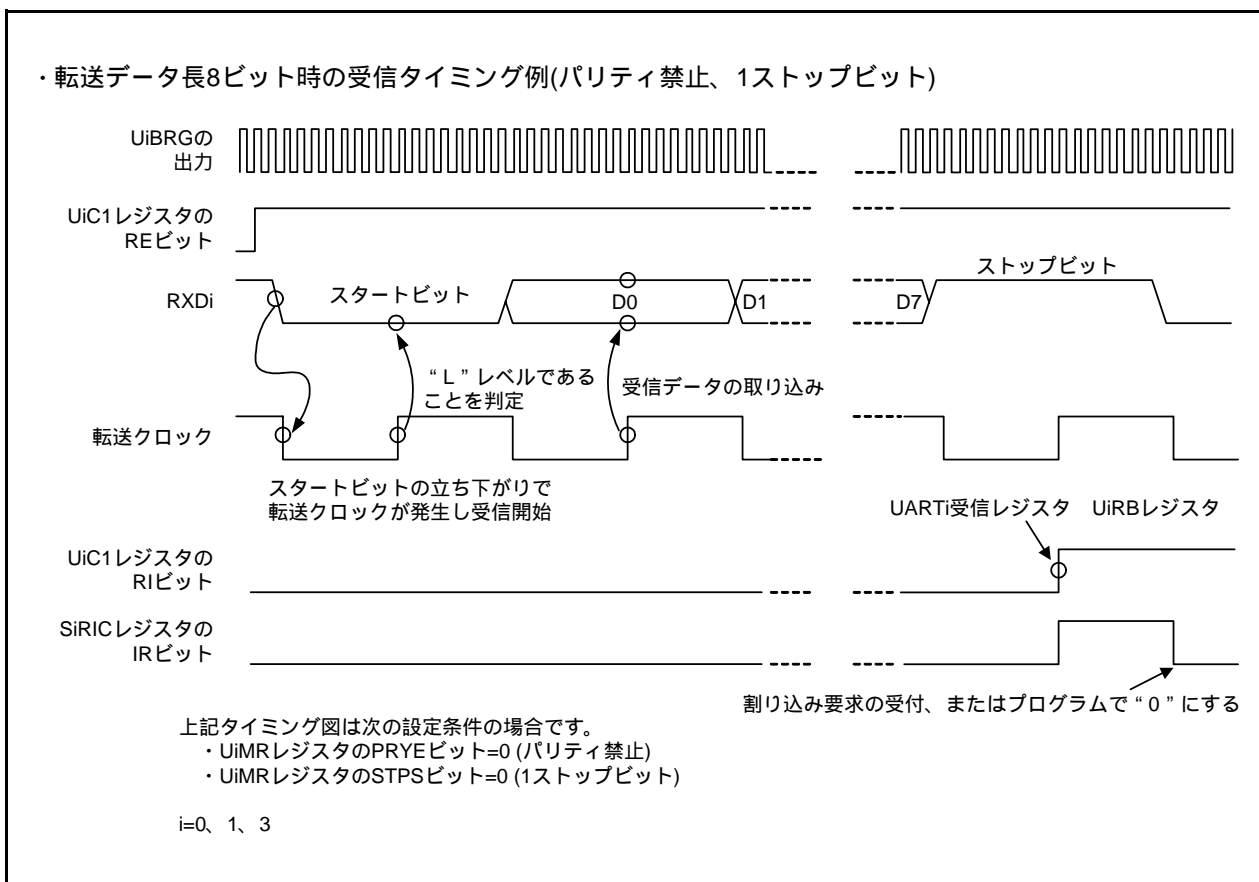 ・転送データ長8ビット時の受信タイミング例(パリティ禁止、1ストップビット)
UiBRGの
出力
UiC1レジスタの
REビット
RXDi
スタートビット
D0
D1
D7
ストップビット
“L”レベルである
ことを判定
受信データの取り込み
転送クロック
スタートビットの立ち下がりで
転送クロックが発生し受信開始
UARTi受信レジスタ UiRBレジスタ
UiC1レジスタの
RIビット
SiRICレジスタの
IRビット
割り込み要求の受付、またはプログラムで“0”にする
上記タイミング図は次の設定条件の場合です。
・UiMRレジスタのPRYEビット=0 (パリティ禁止)
・UiMRレジスタのSTPSビット=0 (1ストップビット)
i=0、1、3